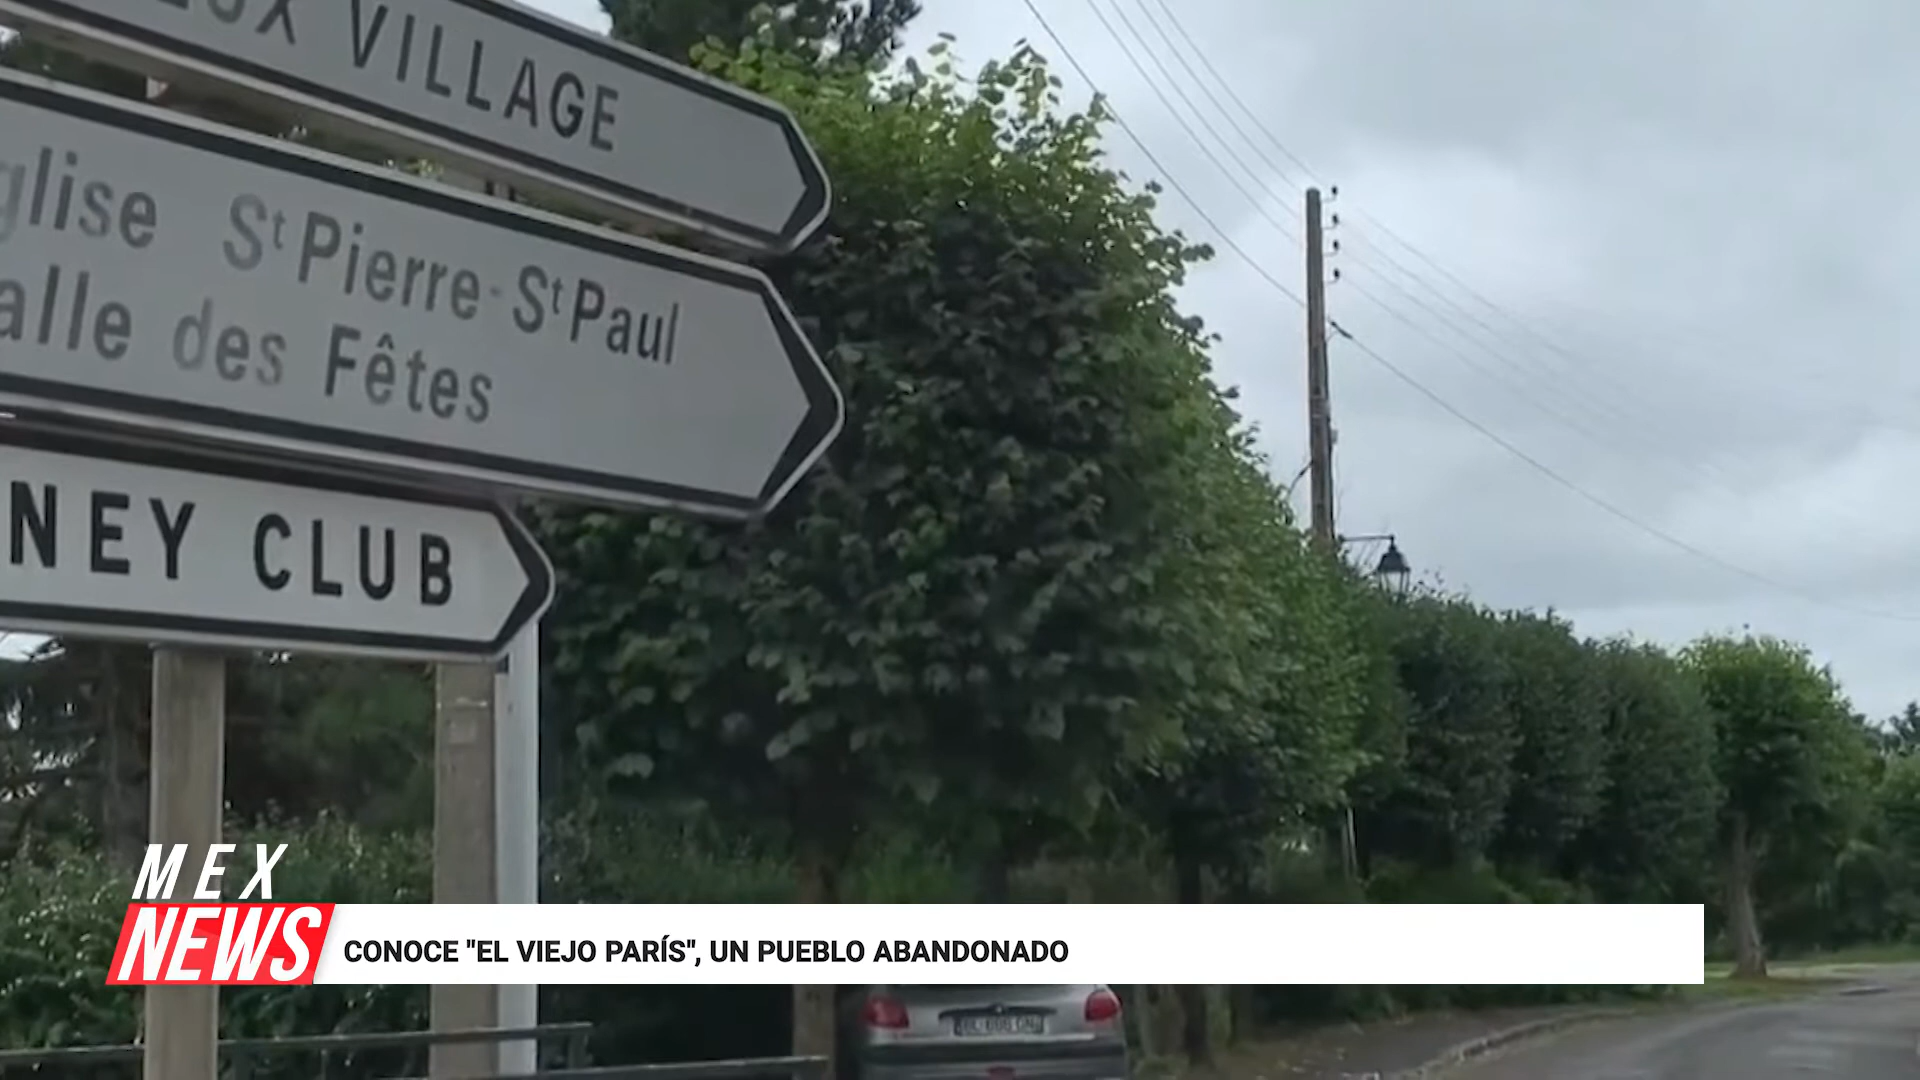 VILLAGE
glise St Pierre-St Paul
alle des Fêtes
NEY CLUB
MEX
NEWS
CONOCE "EL VIEJO PARÍS", UN PUEBLO ABANDONADO